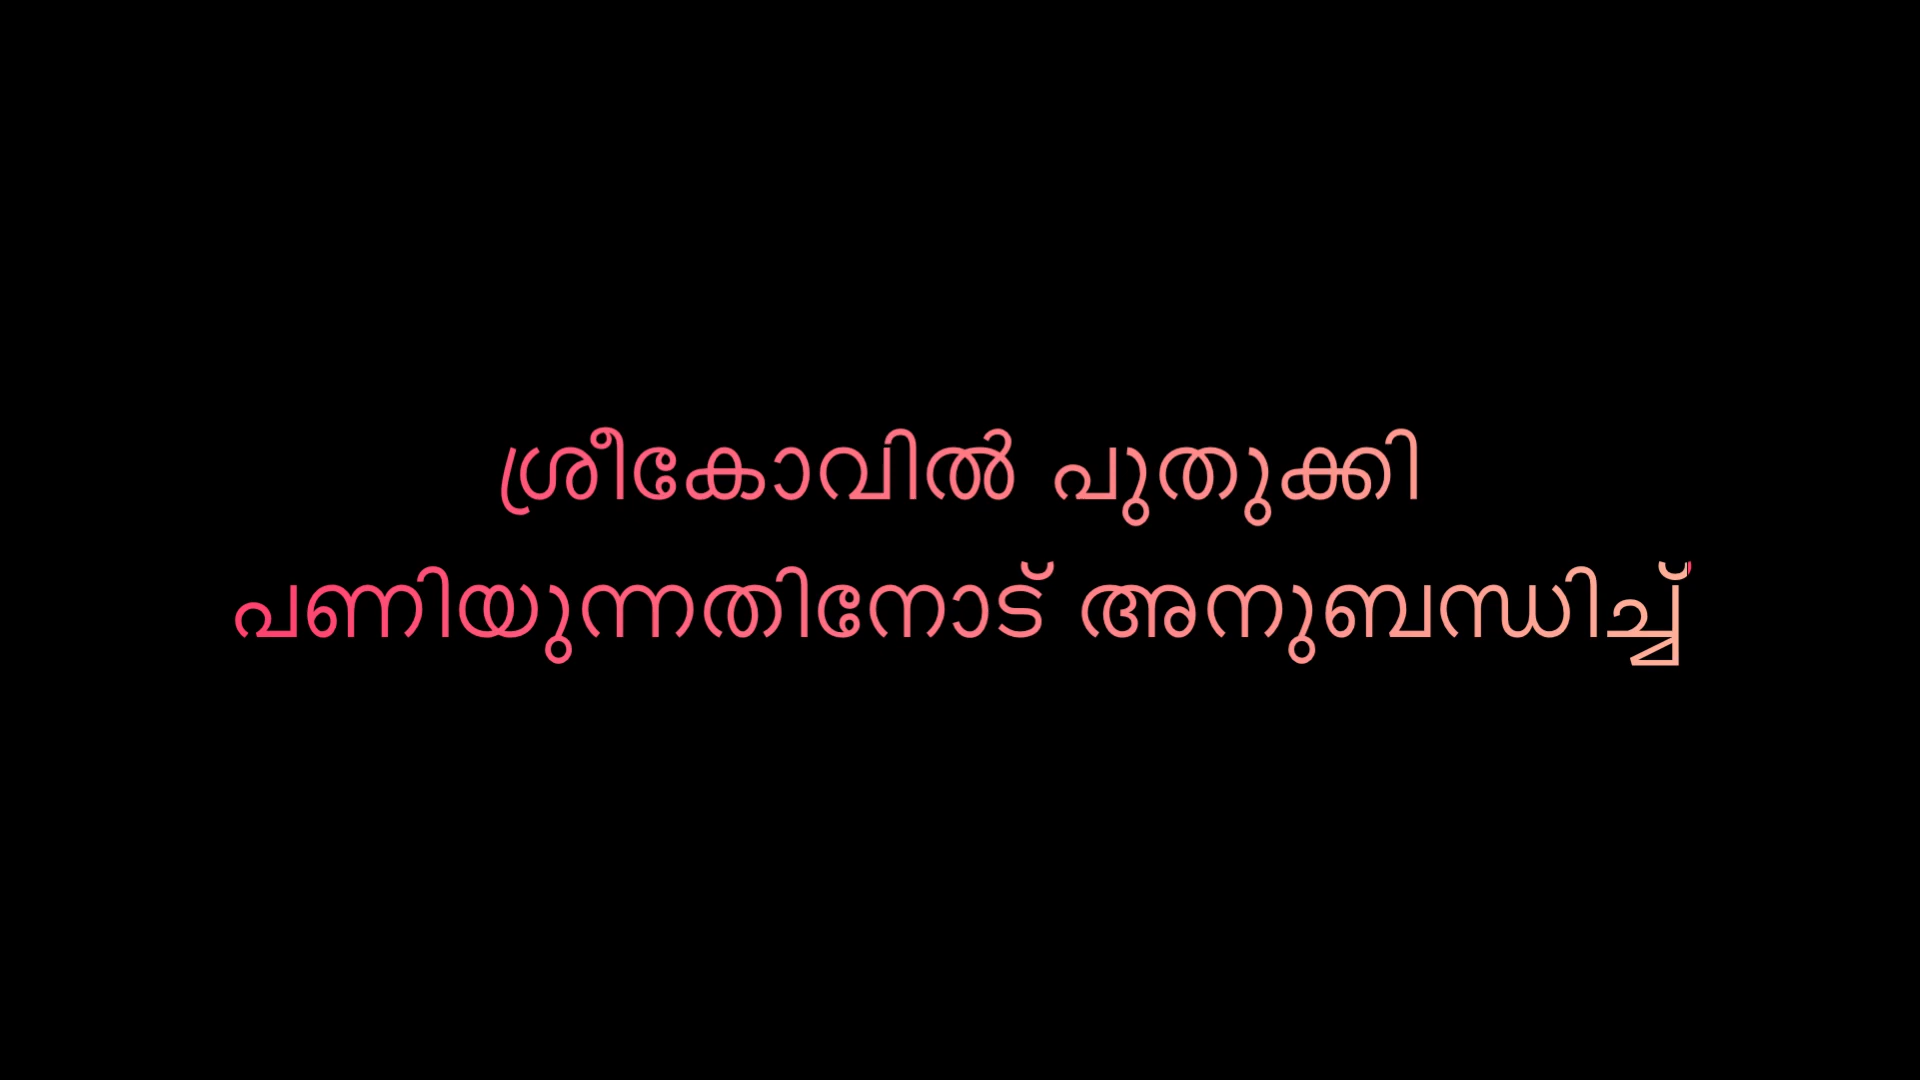 ശ്രീകോവിൽ പുതുക്കി
പണിയുന്നതിനോട് അനുബന്ധിച്ച്